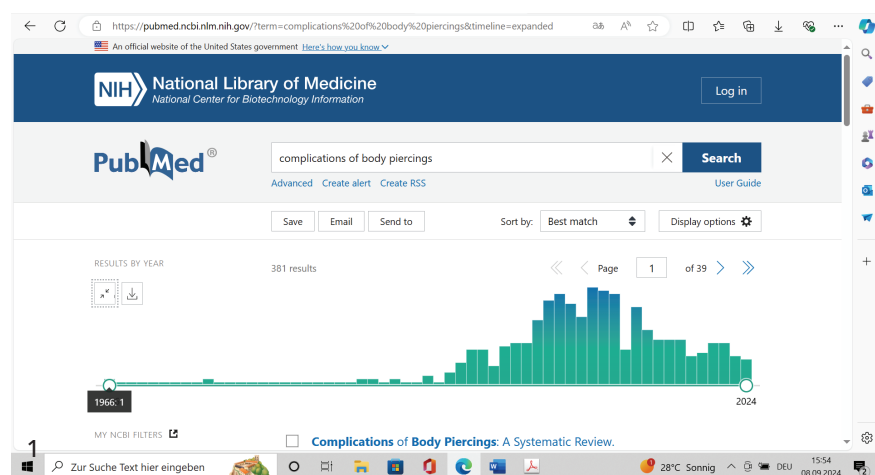 https://pubmed.ncbi.nlm.nih.gov/?term=complications%20of%20body%20piercings&timeline=expanded
An official website of the United States government Here's how you know
NIH National Library of Medicine
National Center for Biotechnology Information
Log in
PubMed®
complications of body piercings
Search
Advanced Create alert Create RSS User Guide
Save Email Send to Sort by: Best match Display options
RESULTS BY YEAR
381 results Page 1 of 39
1966: 1
2024
MY NCBI FILTERS
Complications of Body Piercings: A Systematic Review.
1
Zur Suche Text hier eingeben 28°C Sonnig DEU 15:54
08.09.2024